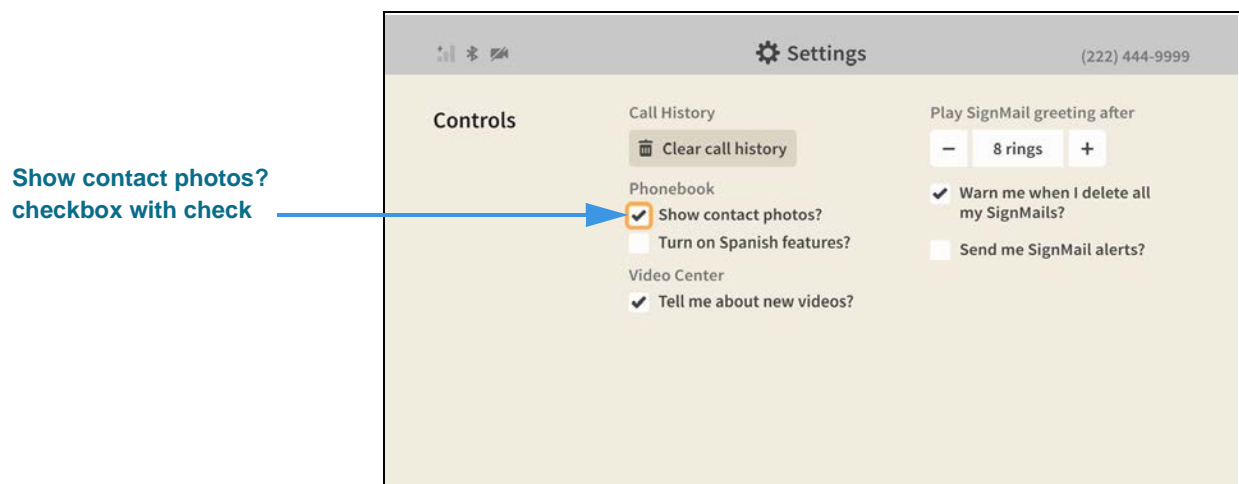 Settings
(222) 444-9999
Controls
Call History
Clear call history
Phonebook
Show contact photos?
Turn on Spanish features?
Video Center
Tell me about new videos?
Play SignMail greeting after
− 8 rings +
Warn me when I delete all
my SignMails?
Send me SignMail alerts?
Show contact photos?
checkbox with check